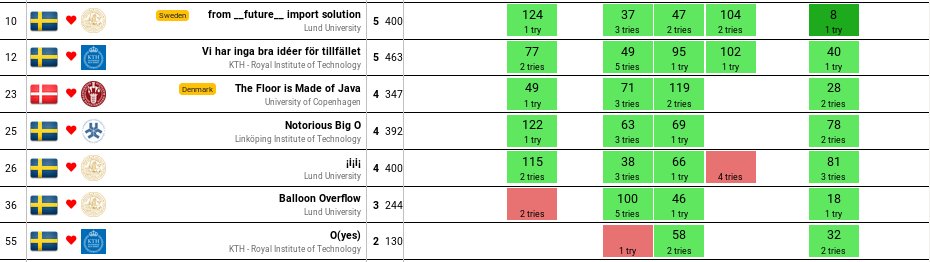 10 Sweden from __future__ import solution 5 400 124 37 47 104 8
Lund University 1 try 3 tries 2 tries 2 tries 1 try
12 Vi har inga bra idéer för tillfället 5 463 77 49 95 102 40
KTH - Royal Institute of Technology 2 tries 5 tries 2 tries 1 try 1 try
23 Denmark The Floor is Made of Java 4 347 49 71 119 28
University of Copenhagen 1 try 3 tries 2 tries 2 tries
25 Notorious Big O 4 392 122 63 69 78
Linköping Institute of Technology 1 try 3 tries 1 try 2 tries
26 ¡ḷ¡l¡ 4 400 115 38 66 81
Lund University 2 tries 3 tries 1 try 4 tries 3 tries
36 Balloon Overflow 3 244 100 46 18
Lund University 2 tries 5 tries 1 try 1 try
55 O(yes) 2 130 58 32
KTH - Royal Institute of Technology 1 try 2 tries 2 tries